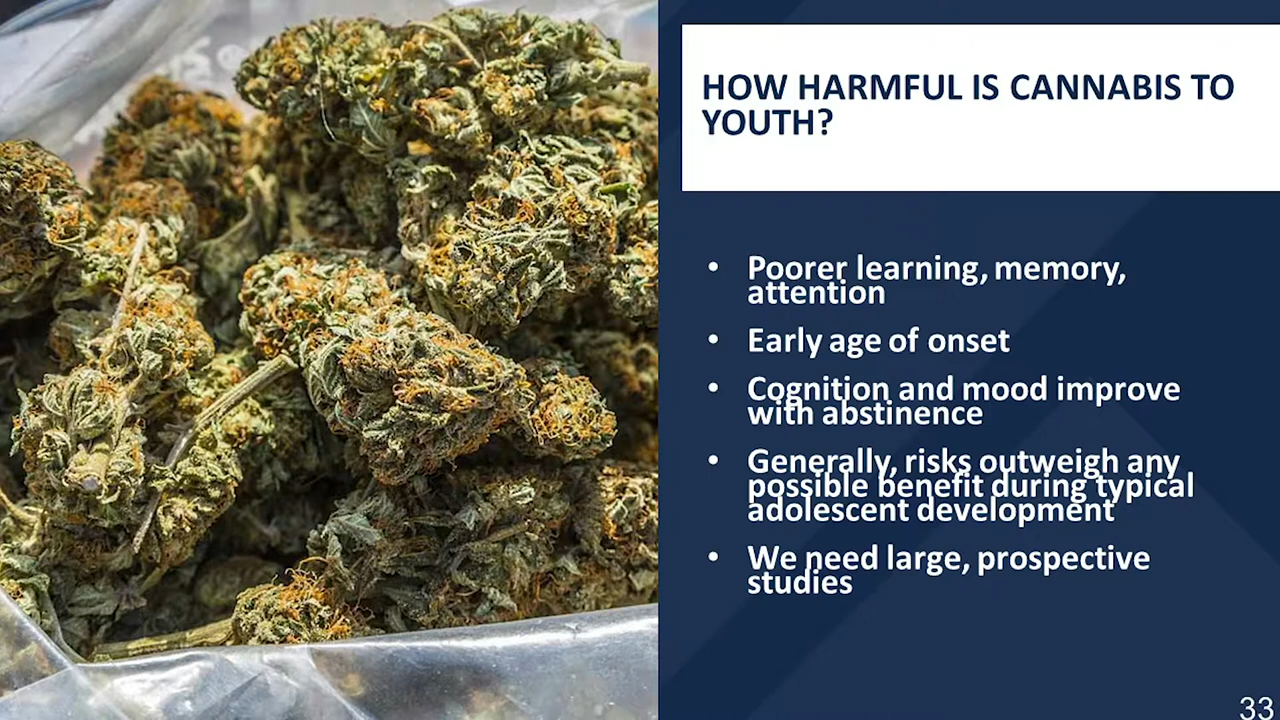 HOW HARMFUL IS CANNABIS TO
YOUTH?
• Poorer learning, memory,
attention
• Early age of onset
• Cognition and mood improve
with abstinence
• Generally, risks outweigh any
possible benefit during typical
adolescent development
• We need large, prospective
studies
33